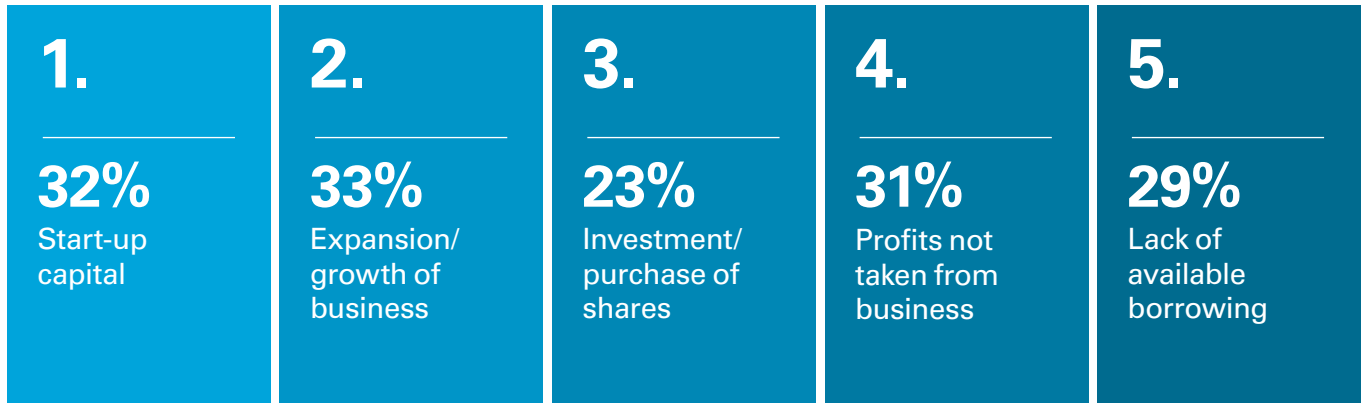 1.
32%
Start-up
capital
2.
33%
Expansion/
growth of
business
3.
23%
Investment/
purchase of
shares
4.
31%
Profits not
taken from
business
5.
29%
Lack of
available
borrowing